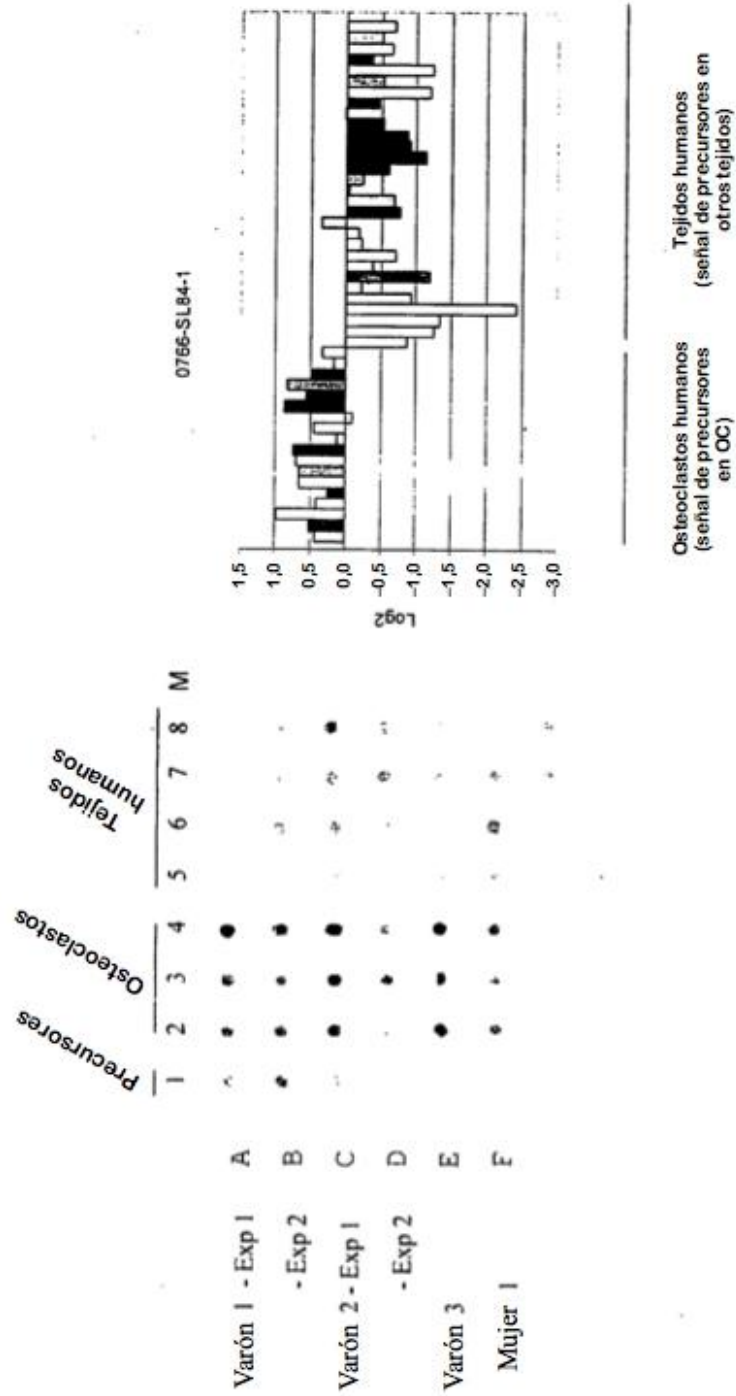 Precursores
Osteoclastos
Tejidos
humanos
1 2 3 4 5 6 7 8 M
Varón 1 - Exp 1 A
- Exp 2 B
Varón 2 - Exp 1 C
- Exp 2 D
Varón 3 E
Mujer 1 F
0766-SL84-1
Log2
1,5
1,0
0,5
0,0
-0,5
-1,0
-1,5
-2,0
-2,5
-3,0
Osteoclastos humanos
(señal de precursores
en OC)
Tejidos humanos
(señal de precursores en
otros tejidos)